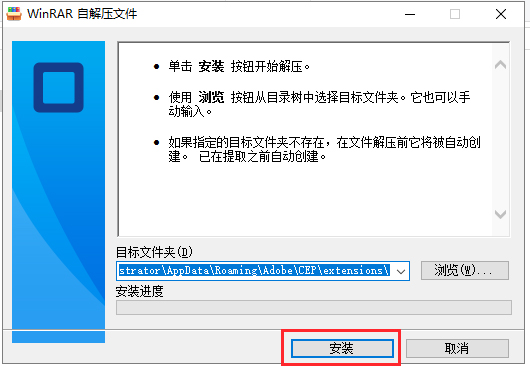 WinRAR 自解压文件
单击 安装 按钮开始解压。
使用 浏览 按钮从目录树中选择目标文件夹。它也可以手
动输入。
如果指定的目标文件夹不存在，在文件解压前它将被自动创
建。 已在提取之前自动创建。
目标文件夹(D)
strator\AppData\Roaming\Adobe\CEP\extensions\
浏览(W)...
安装进度
安装
取消